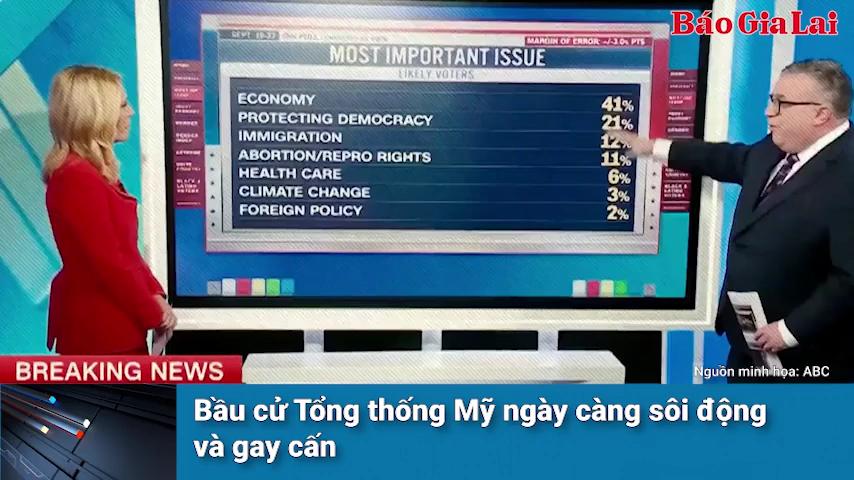 Báo Gia Lai
MARGIN OF ERROR: +/-3.0% PTS
MOST IMPORTANT ISSUE
LIKELY VOTERS
ECONOMY 41%
PROTECTING DEMOCRACY 21%
IMMIGRATION 12%
ABORTION/REPRO RIGHTS 11%
HEALTH CARE 6%
CLIMATE CHANGE 3%
FOREIGN POLICY 2%
BREAKING NEWS
Nguồn minh họa: ABC
Bầu cử Tổng thống Mỹ ngày càng sôi động
và gay cấn